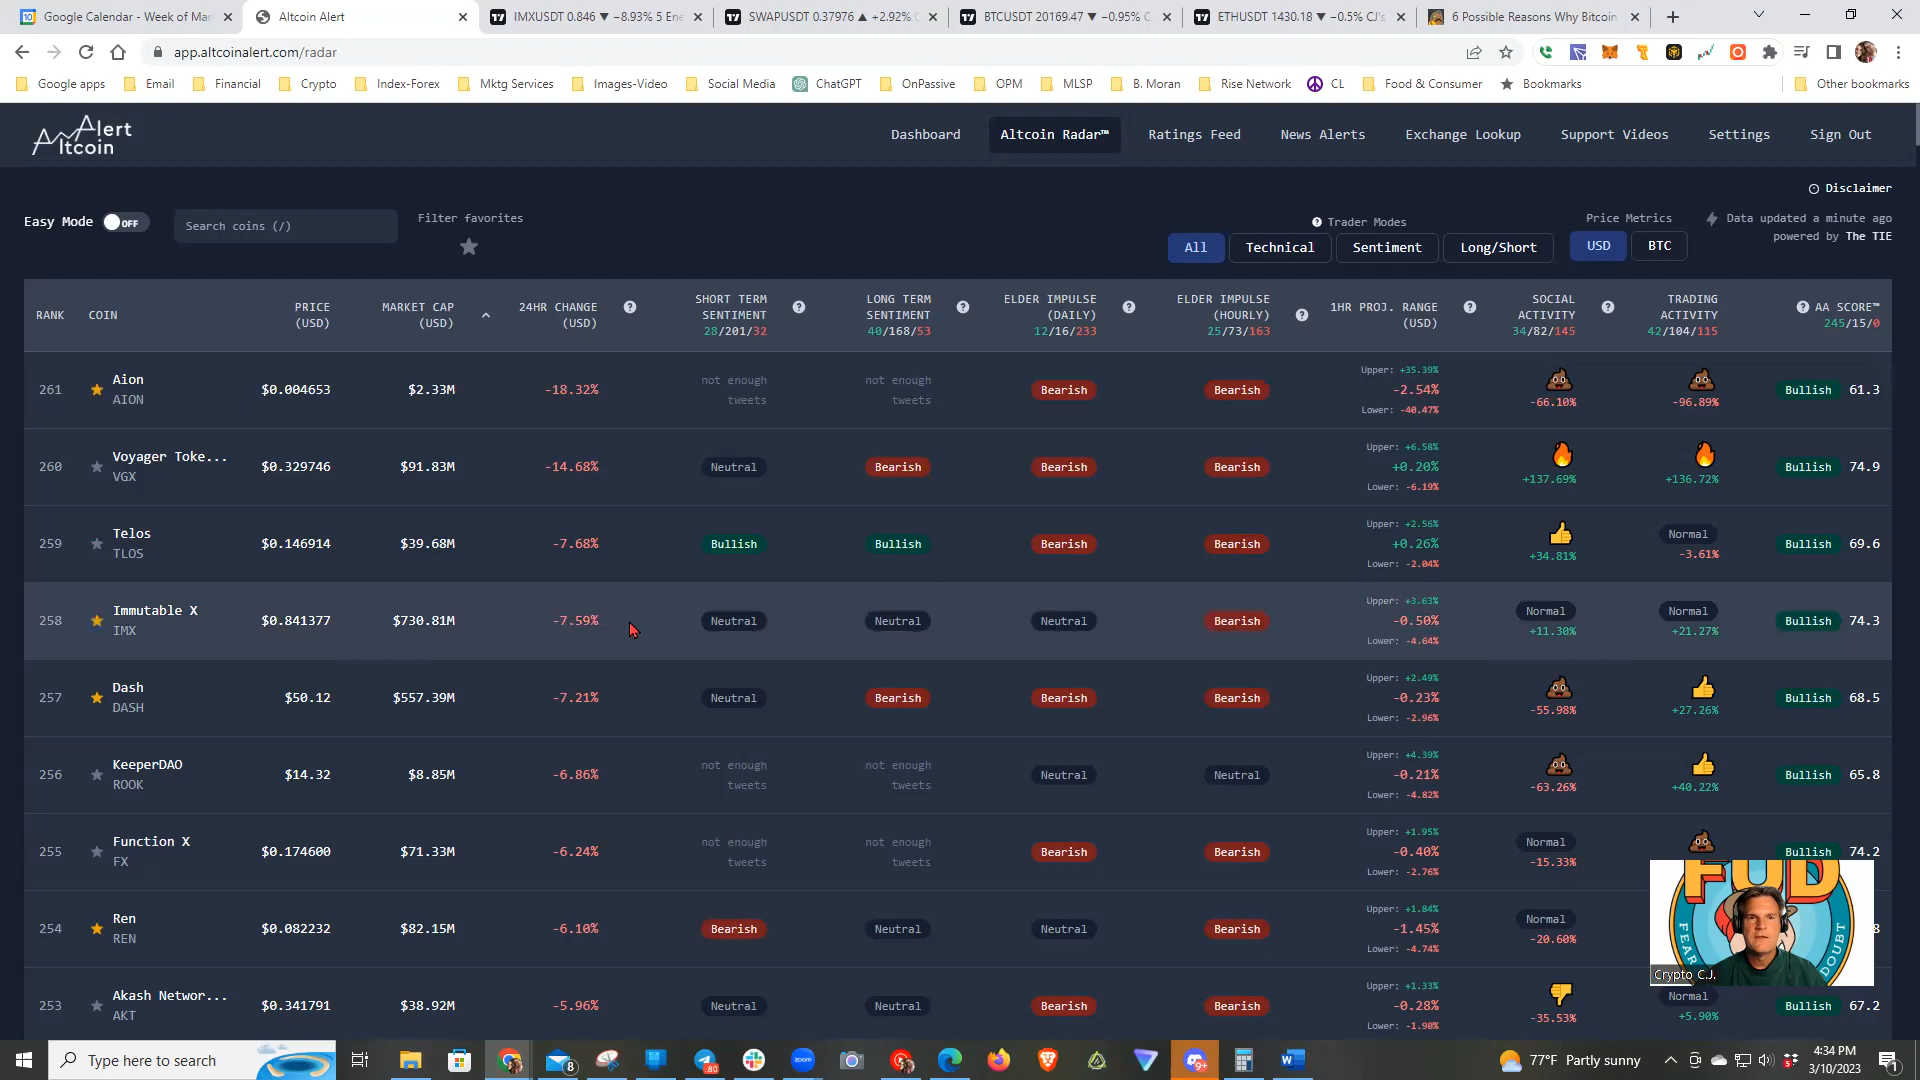 Google Calendar - Week of Mar
Altcoin Alert
IMXUSDT 0.846 ▼ −8.93% 5 Ene
SWAPUSDT 0.37976 ▲ +2.92% C
BTCUSDT 20169.47 ▼ −0.95% C
ETHUSDT 1430.18 ▼ −0.5% CJ's
6 Possible Reasons Why Bitcoin
app.altcoinalert.com/radar
Google apps
Email
Financial
Crypto
Index-Forex
Mktg Services
Images-Video
Social Media
ChatGPT
OnPassive
OPM
MLSP
B. Moran
Rise Network
CL
Food & Consumer
Bookmarks
Other bookmarks
Alert
ltcoin
Dashboard
Altcoin Radar™
Ratings Feed
News Alerts
Exchange Lookup
Support Videos
Settings
Sign Out
Disclaimer
Easy Mode
OFF
Search coins (/)
Filter favorites
Trader Modes
All
Technical
Sentiment
Long/Short
Price Metrics
USD
BTC
Data updated a minute ago
powered by The TIE
RANK
COIN
PRICE
(USD)
MARKET CAP
(USD)
24HR CHANGE
(USD)
SHORT TERM
SENTIMENT
28/201/32
LONG TERM
SENTIMENT
40/168/53
ELDER IMPULSE
(DAILY)
12/16/233
ELDER IMPULSE
(HOURLY)
25/73/163
1HR PROJ. RANGE
(USD)
SOCIAL
ACTIVITY
34/82/145
TRADING
ACTIVITY
42/104/115
AA SCORE™
245/15/0
261
Aion
AION
$0.004653
$2.33M
-18.32%
not enough
tweets
not enough
tweets
Bearish
Bearish
Upper: +35.39%
-2.54%
Lower: -40.47%
-66.10%
-96.89%
Bullish 61.3
260
Voyager Toke...
VGX
$0.329746
$91.83M
-14.68%
Neutral
Bearish
Bearish
Bearish
Upper: +6.58%
+0.20%
Lower: -6.19%
+137.69%
+136.72%
Bullish 74.9
259
Telos
TLOS
$0.146914
$39.68M
-7.68%
Bullish
Bullish
Bearish
Bearish
Upper: +2.56%
+0.26%
Lower: -2.04%
+34.81%
Normal
-3.61%
Bullish 69.6
258
Immutable X
IMX
$0.841377
$730.81M
-7.59%
Neutral
Neutral
Neutral
Bearish
Upper: +3.63%
-0.50%
Lower: -4.64%
Normal
+11.30%
Normal
+21.27%
Bullish 74.3
257
Dash
DASH
$50.12
$557.39M
-7.21%
Neutral
Bearish
Bearish
Bearish
Upper: +2.49%
-0.23%
Lower: -2.96%
-55.98%
+27.26%
Bullish 68.5
256
KeeperDAO
ROOK
$14.32
$8.85M
-6.86%
not enough
tweets
not enough
tweets
Neutral
Neutral
Upper: +4.39%
-0.21%
Lower: -4.82%
-63.26%
+40.22%
Bullish 65.8
255
Function X
FX
$0.174600
$71.33M
-6.24%
not enough
tweets
not enough
tweets
Bearish
Bearish
Upper: +1.95%
-0.40%
Lower: -2.76%
Normal
-15.33%
Bullish 74.2
254
Ren
REN
$0.082232
$82.15M
-6.10%
Bearish
Neutral
Neutral
Bearish
Upper: +1.84%
-1.45%
Lower: -4.74%
Normal
-20.60%
8
253
Akash Networ...
AKT
$0.341791
$38.92M
-5.96%
Neutral
Neutral
Bearish
Bearish
Upper: +1.33%
-0.28%
Lower: -1.90%
-35.53%
Normal
+5.90%
Bullish 67.2
FUD
FEAR
DOUBT
Crypto C.J.
Type here to search
8
80
zoom
9+
77°F Partly sunny
4:34 PM
3/10/2023
1